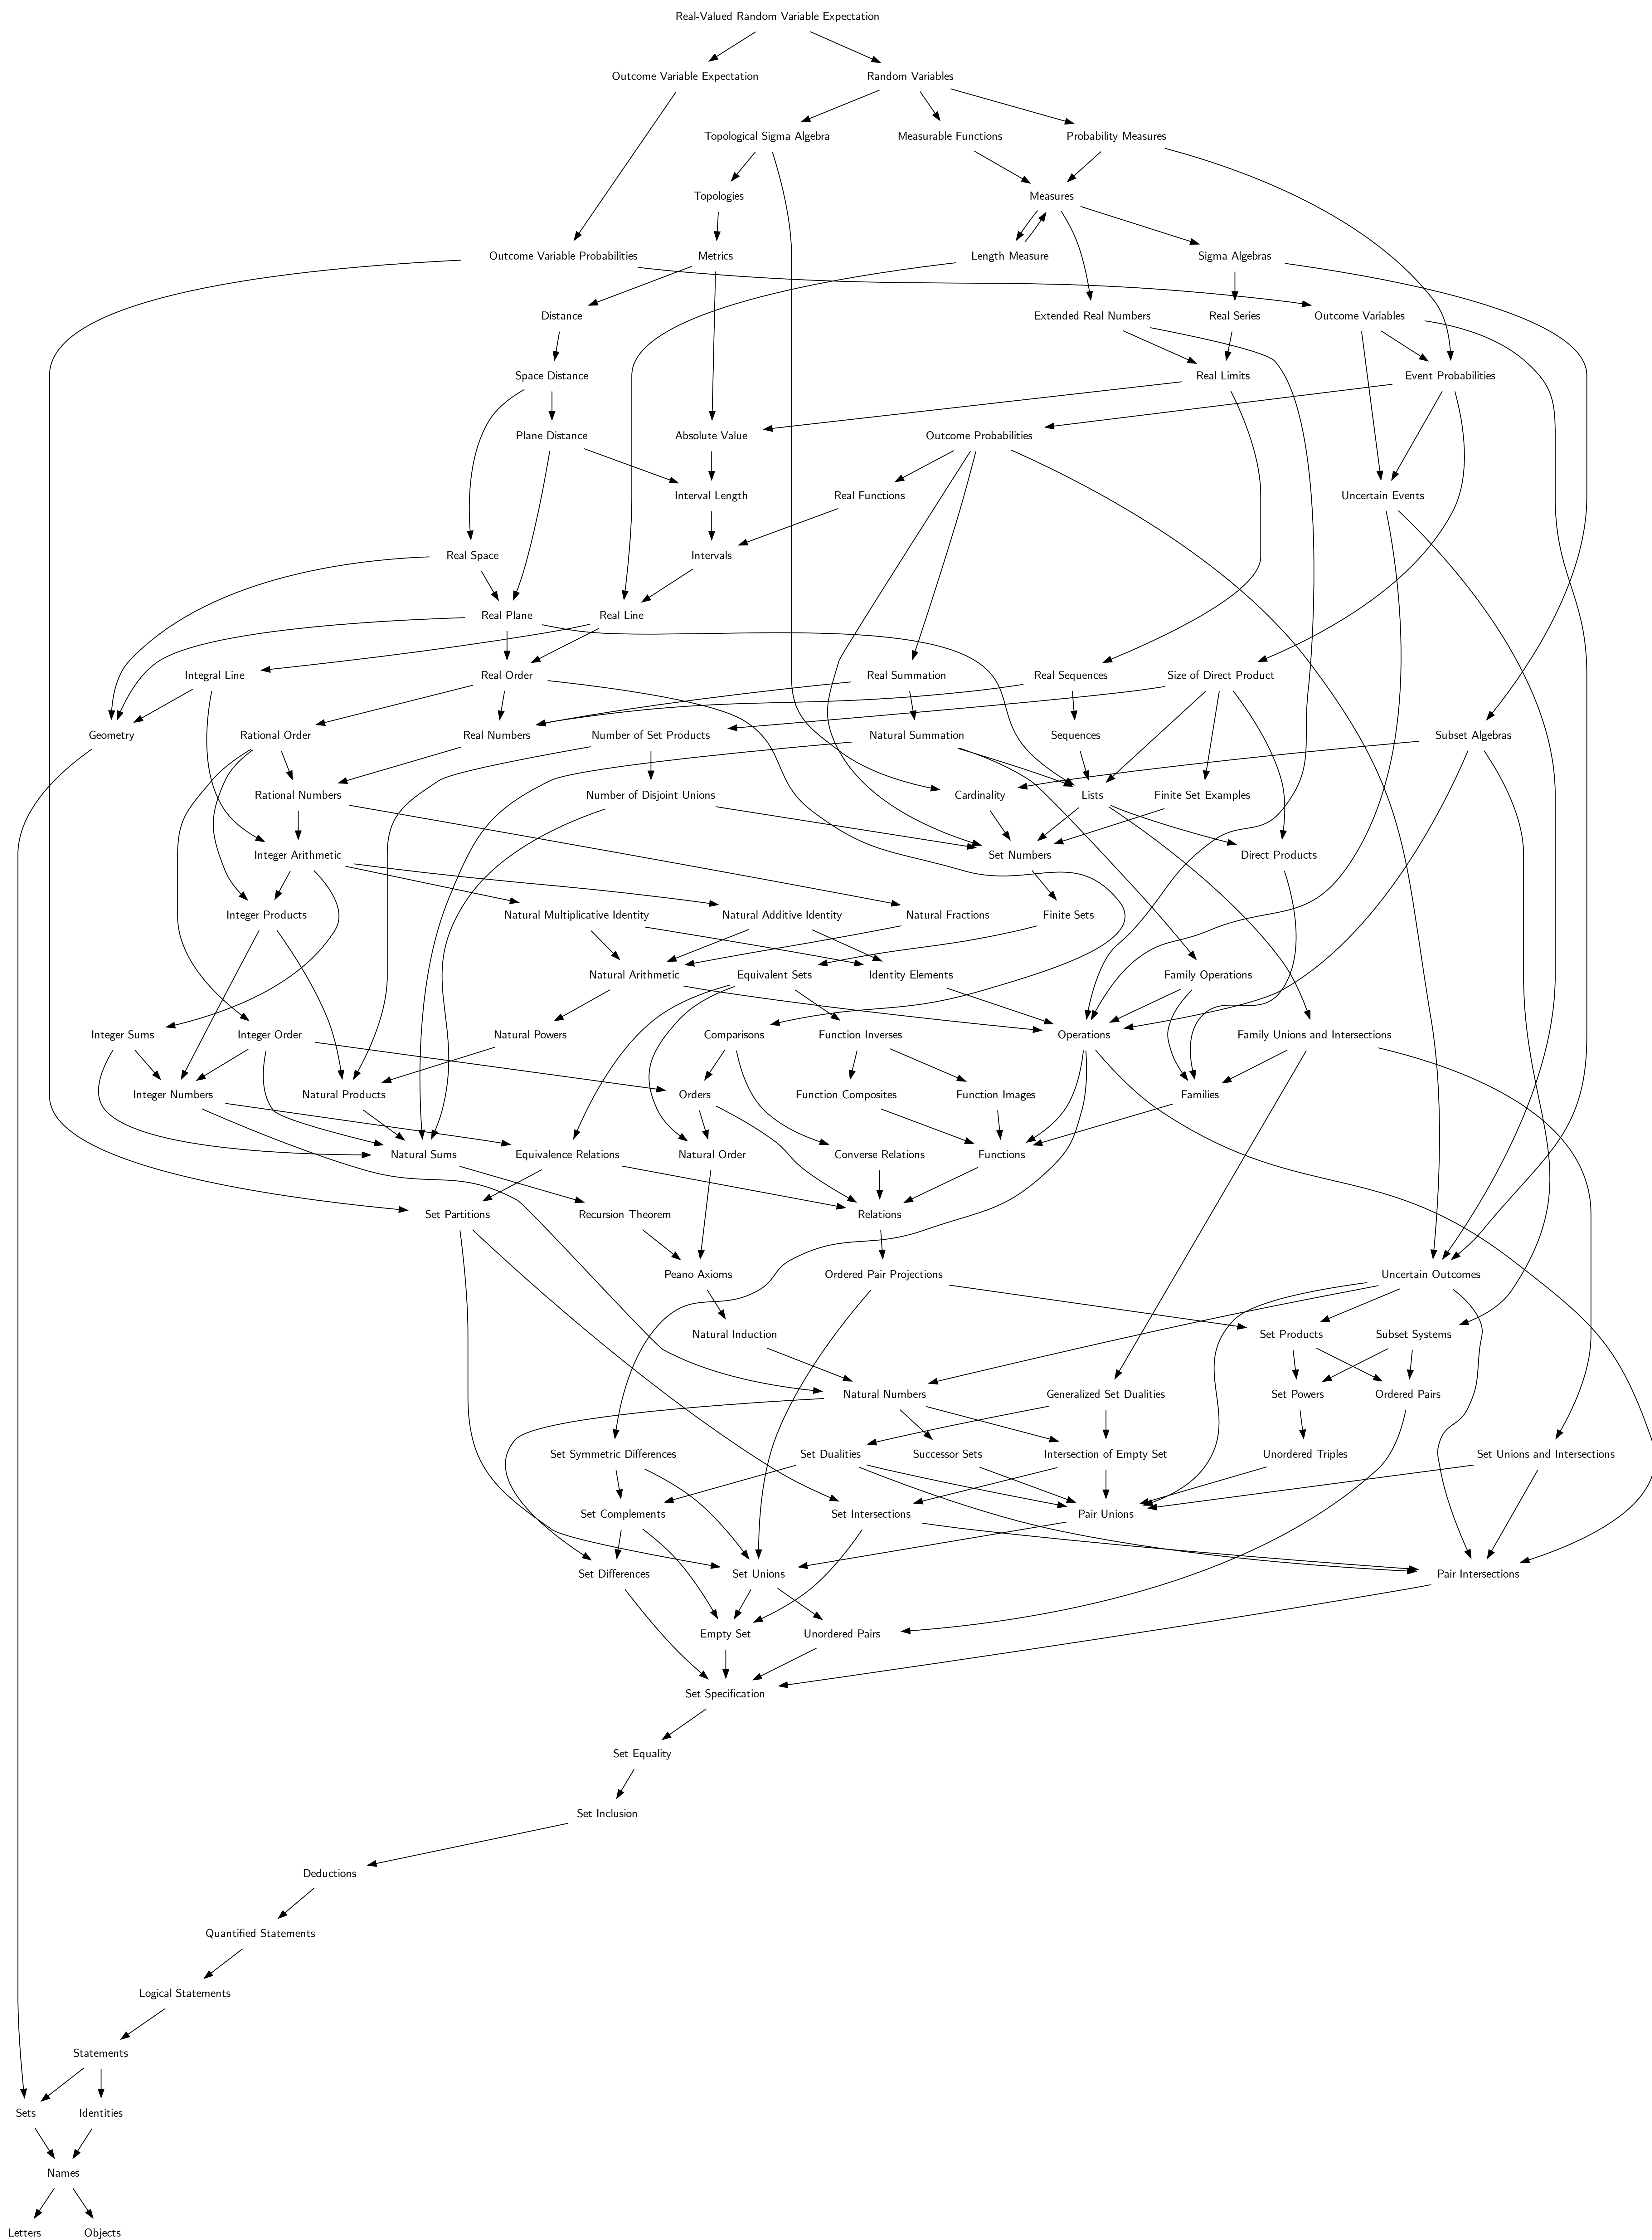 Real-Valued Random Variable Expectation
Outcome Variable Expectation
Random Variables
Topological Sigma Algebra
Measurable Functions
Probability Measures
Topologies
Measures
Outcome Variable Probabilities
Metrics
Length Measure
Sigma Algebras
Distance
Extended Real Numbers
Real Series
Outcome Variables
Space Distance
Real Limits
Event Probabilities
Plane Distance
Absolute Value
Outcome Probabilities
Interval Length
Real Functions
Uncertain Events
Real Space
Intervals
Real Plane
Real Line
Integral Line
Real Order
Real Summation
Real Sequences
Size of Direct Product
Geometry
Rational Order
Real Numbers
Number of Set Products
Natural Summation
Sequences
Subset Algebras
Rational Numbers
Number of Disjoint Unions
Cardinality
Lists
Finite Set Examples
Integer Arithmetic
Set Numbers
Direct Products
Integer Products
Natural Multiplicative Identity
Natural Additive Identity
Natural Fractions
Finite Sets
Natural Arithmetic
Equivalent Sets
Identity Elements
Family Operations
Integer Sums
Integer Order
Natural Powers
Comparisons
Function Inverses
Operations
Family Unions and Intersections
Integer Numbers
Natural Products
Orders
Function Composites
Function Images
Families
Natural Sums
Equivalence Relations
Natural Order
Converse Relations
Functions
Set Partitions
Recursion Theorem
Relations
Peano Axioms
Ordered Pair Projections
Uncertain Outcomes
Natural Induction
Set Products
Subset Systems
Natural Numbers
Generalized Set Dualities
Set Powers
Ordered Pairs
Set Symmetric Differences
Set Dualities
Successor Sets
Intersection of Empty Set
Unordered Triples
Set Unions and Intersections
Set Complements
Set Intersections
Pair Unions
Set Differences
Set Unions
Pair Intersections
Empty Set
Unordered Pairs
Set Specification
Set Equality
Set Inclusion
Deductions
Quantified Statements
Logical Statements
Statements
Sets
Identities
Names
Letters
Objects